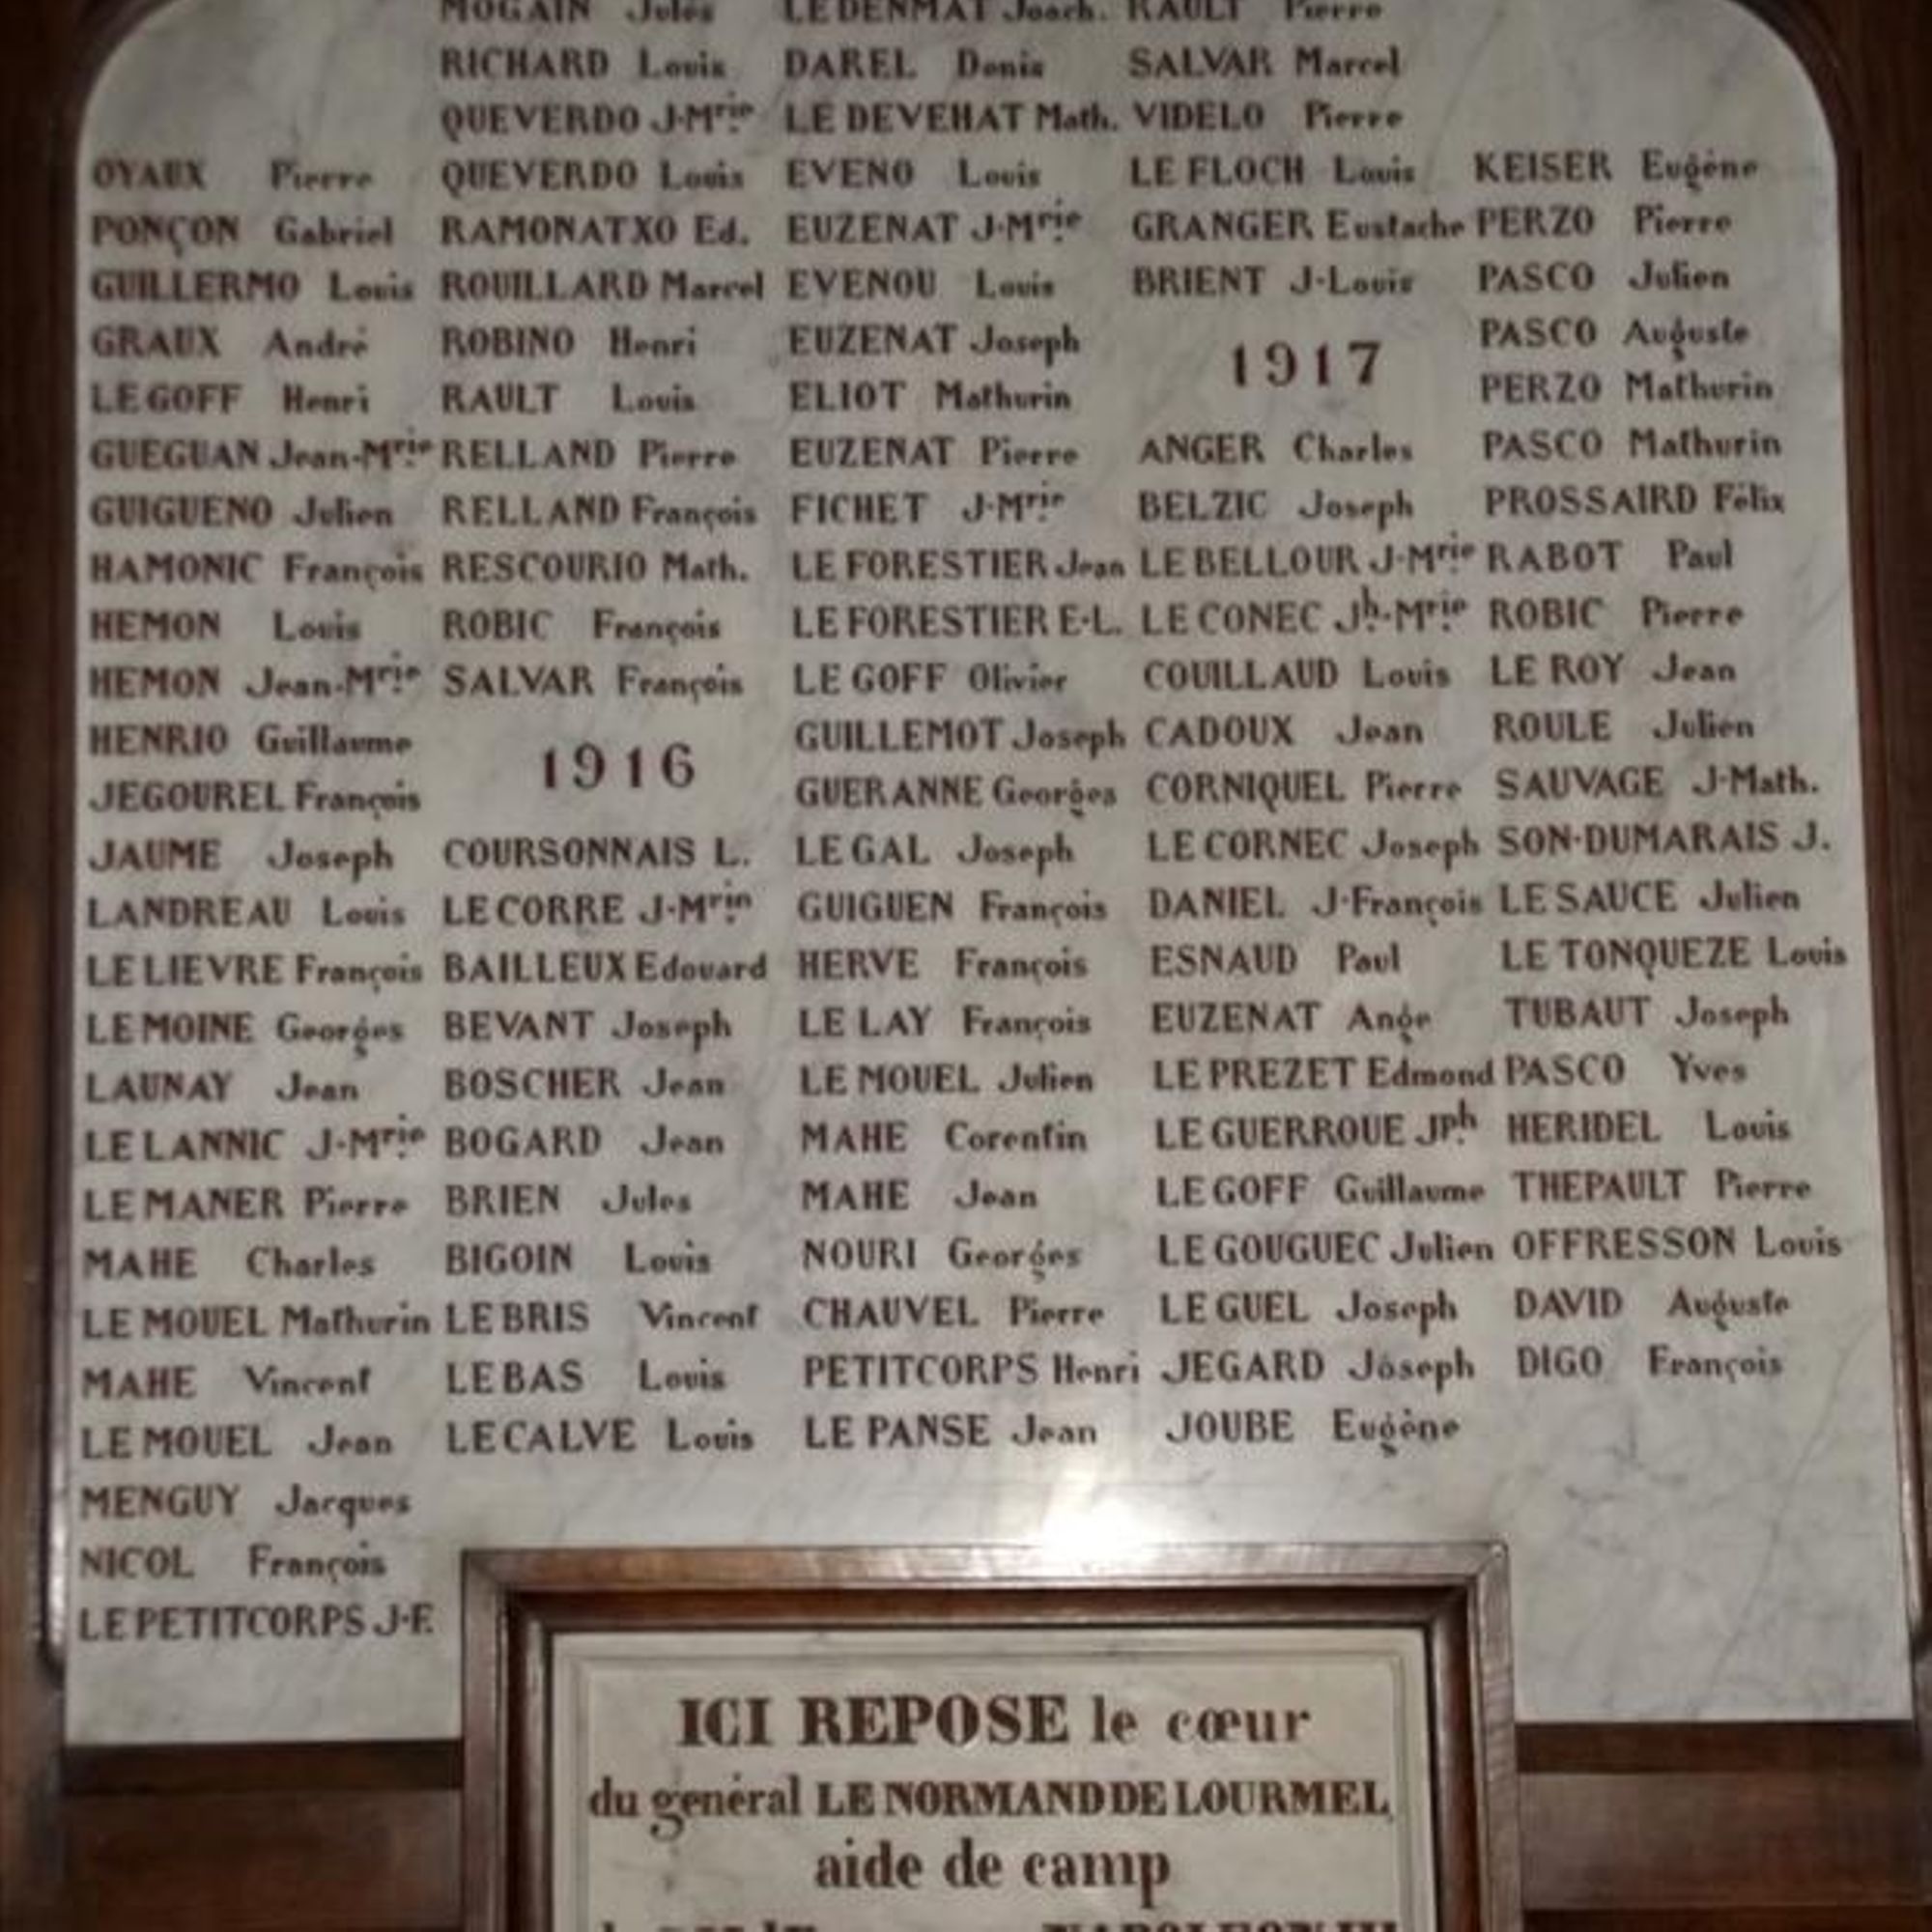 MOGAIN Jules
RICHARD Louis
QUEVERDO J-Mrie
OYAUX Pierre
PONÇON Gabriel
GUILLERMO Louis
GRAUX André
LE GOFF Henri
GUEGUAN Jean-Mrie
GUIGUENO Julien
HAMONIC François
HEMON Louis
HEMON Jean-Mrie
HENRIO Guillaume
JEGOUREL François
JAUME Joseph
LANDREAU Louis
LE LIEVRE François
LE MOINE Georges
LAUNAY Jean
LE LANNIC J-Mrie
LE MANER Pierre
MAHE Charles
LE MOUEL Mathurin
MAHE Vincent
LE MOUEL Jean
MENGUY Jacques
NICOL François
LE PETITCORPS J-F.
QUEVERDO Louis
RAMONATXO Ed.
ROUILLARD Marcel
ROBINO Henri
RAULT Louis
RELLAND Pierre
RELLAND François
RESCOURIO Math.
ROBIC François
SALVAR François
1916
COURSONNAIS L.
LE CORRE J-Mrie
BAILLEUX Edouard
BEVANT Joseph
BOSCHER Jean
BOGARD Jean
BRIEN Jules
BIGOIN Louis
LE BRIS Vincent
LE BAS Louis
LE CALVE Louis
LE DENMAT Joach.
DAREL Denis
LE DEVEHAT Math.
EVENO Louis
EUZENAT J-Mrie
EVENOU Louis
EUZENAT Joseph
ELIOT Mathurin
EUZENAT Pierre
FICHET J-Mrie
LE FORESTIER Jean
LE FORESTIER E-L.
LE GOFF Olivier
GUILLEMOT Joseph
GUERANNE Georges
LE GAL Joseph
GUIGUEN François
HERVE François
LE LAY François
LE MOUEL Julien
MAHE Corentin
MAHE Jean
NOURI Georges
CHAUVEL Pierre
PETITCORPS Henri
LE PANSE Jean
RAULT Pierre
SALVAR Marcel
VIDELO Pierre
LE FLOCH Louis
GRANGER Eustache
BRIENT J-Louis
1917
ANGER Charles
BELZIC Joseph
LE BELLOUR J-Mrie
LE CONEC Jh-Mrie
COUILLAUD Louis
CADOUX Jean
CORNIQUEL Pierre
LE CORNEC Joseph
DANIEL J-François
ESNAUD Paul
EUZENAT Ange
LE PREZET Edmond
LE GUERROUE JPh
LE GOFF Guillaume
LE GOUGUEC Julien
LE GUEL Joseph
JEGARD Joseph
JOUBE Eugène
KEISER Eugène
PERZO Pierre
PASCO Julien
PASCO Auguste
PERZO Mathurin
PASCO Mathurin
PROSSAIRD Félix
RABOT Paul
ROBIC Pierre
LE ROY Jean
ROULE Julien
SAUVAGE J-Math.
SON-DUMARAIS J.
LE SAUCE Julien
LE TONQUEZE Louis
TUBAUT Joseph
PASCO Yves
HERIDEL Louis
THEPAULT Pierre
OFFRESSON Louis
DAVID Auguste
DIGO François
ICI REPOSE le cœur
du général LE NORMAND DE LOURMEL
aide de camp
NAPOLEON III